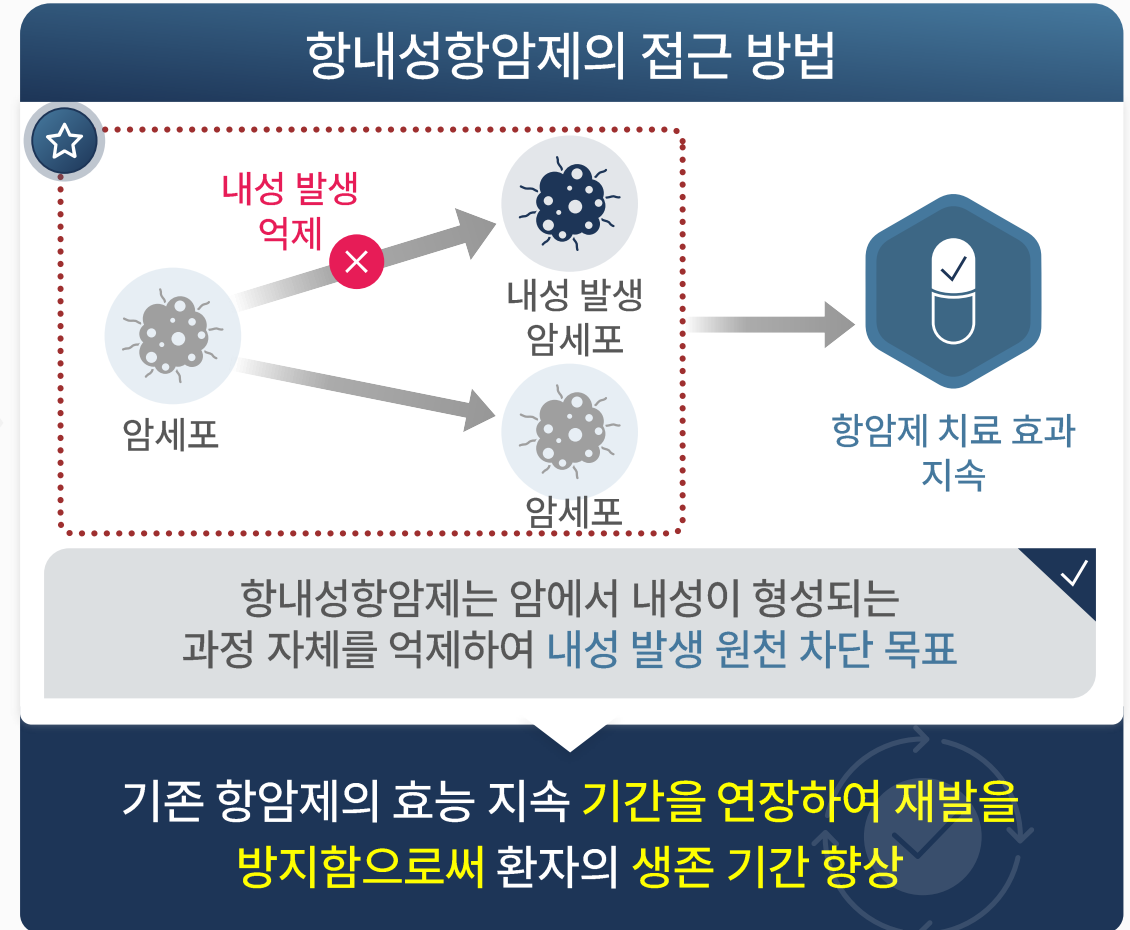 항내성항암제의 접근 방법
내성 발생
억제
내성 발생
암세포
암세포
암세포
항암제 치료 효과
지속
항내성항암제는 암에서 내성이 형성되는
과정 자체를 억제하여 내성 발생 원천 차단 목표
기존 항암제의 효능 지속 기간을 연장하여 재발을
방지함으로써 환자의 생존 기간 향상